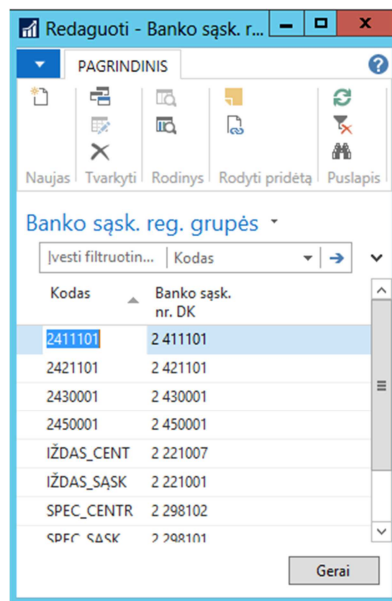 Redaguoti - Banko sąsk. r...
PAGRINDINIS
Naujas Tvarkyti Rodinys Rodyti pridėtą Puslapis
Banko sąsk. reg. grupės
Įvesti filtruotin... Kodas
Kodas Banko sąsk.
nr. DK
2411101 2 411101
2421101 2 421101
2430001 2 430001
2450001 2 450001
IŽDAS_CENT 2 221007
IŽDAS_SĄSK 2 221001
SPEC_CENTR 2 298102
SPEC_SĄSK 2 298101
Gerai